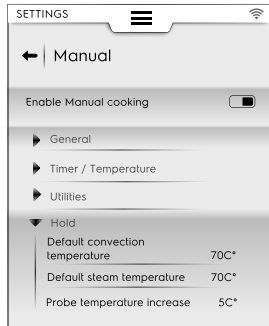 SETTINGS
Manual
Enable Manual cooking
General
Timer / Temperature
Utilities
Hold
Default convection
temperature 70C°
Default steam temperature 70C°
Probe temperature increase 5C°